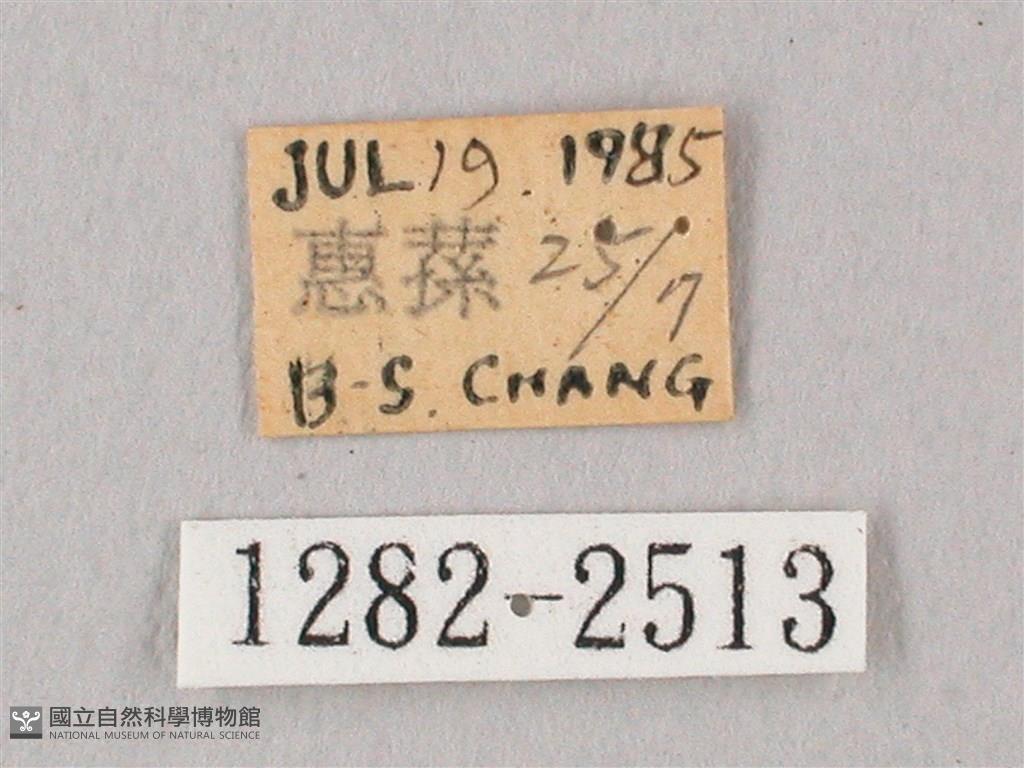 JUL 19. 1985
惠蓀 25/7
B-S. CHANG
1282-2513
國立自然科學博物館
NATIONAL MUSEUM OF NATURAL SCIENCE